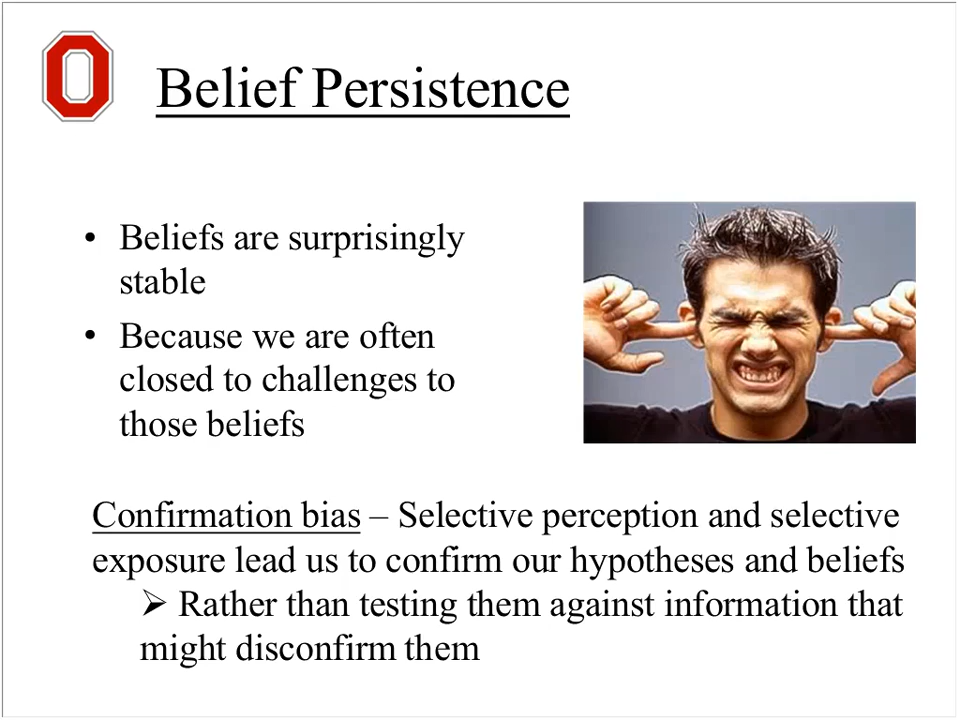 Belief Persistence
• Beliefs are surprisingly
stable
• Because we are often
closed to challenges to
those beliefs
Confirmation bias – Selective perception and selective
exposure lead us to confirm our hypotheses and beliefs
➢ Rather than testing them against information that
might disconfirm them